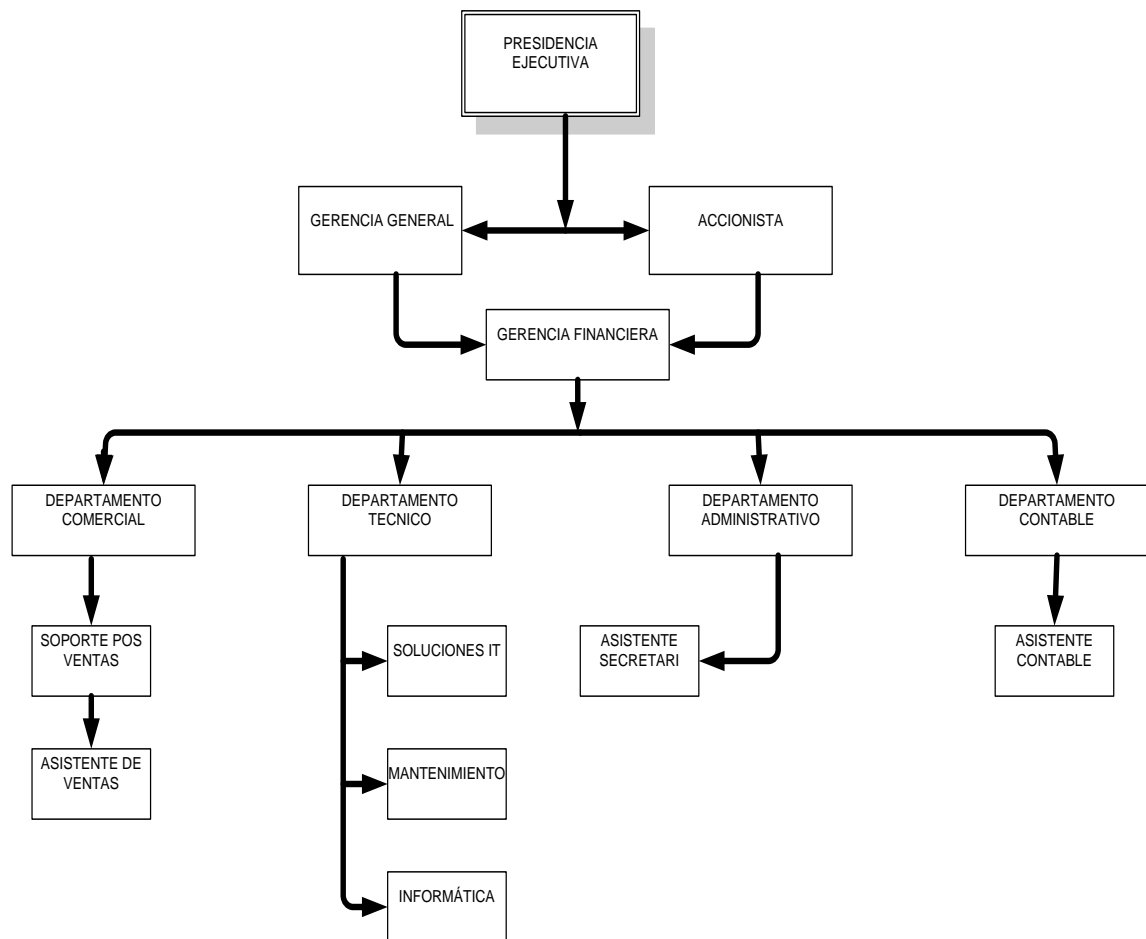 PRESIDENCIA
EJECUTIVA
GERENCIA GENERAL
ACCIONISTA
GERENCIA FINANCIERA
DEPARTAMENTO
COMERCIAL
DEPARTAMENTO
TECNICO
DEPARTAMENTO
ADMINISTRATIVO
DEPARTAMENTO
CONTABLE
SOPORTE POS
VENTAS
SOLUCIONES IT
ASISTENTE
SECRETARI
ASISTENTE
CONTABLE
ASISTENTE DE
VENTAS
MANTENIMIENTO
INFORMÁTICA